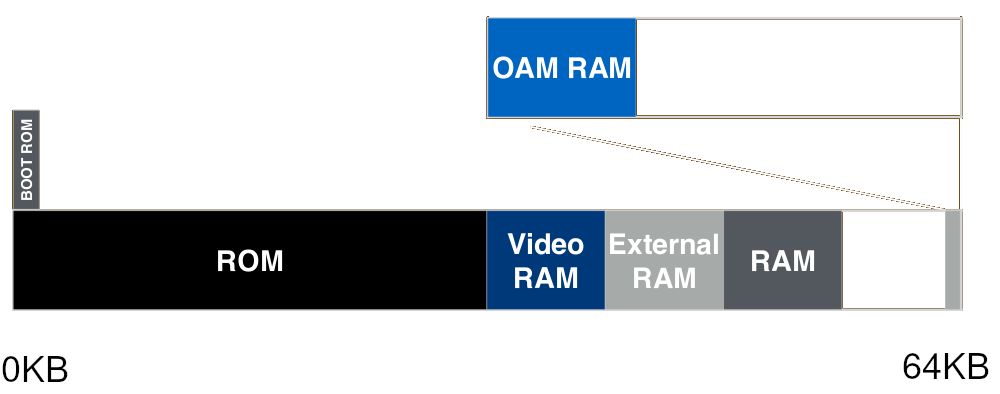 OAM RAM
BOOT ROM
ROM
Video
RAM
External
RAM
RAM
0KB
64KB